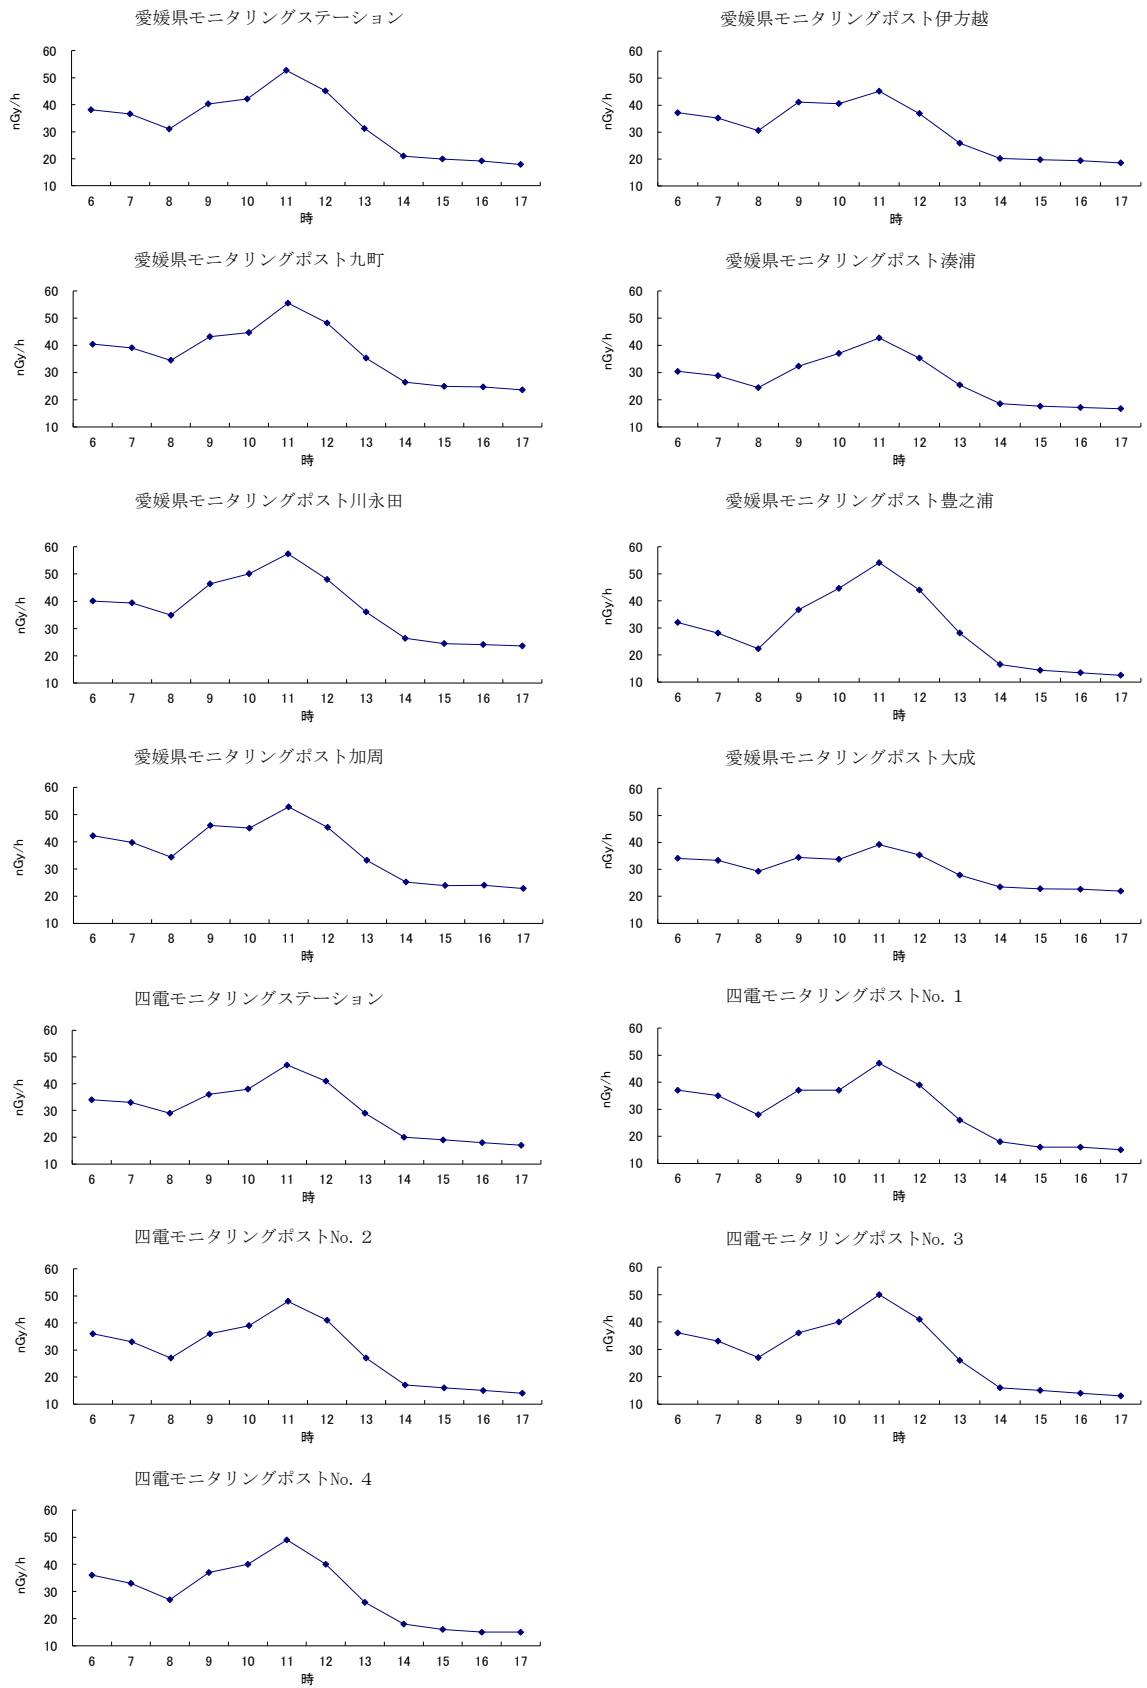 愛媛県モニタリングステーション
60
50
40
30
20
10
nGy/h
6 7 8 9 10 11 12 13 14 15 16 17
時
愛媛県モニタリングポスト伊方越
60
50
40
30
20
10
nGy/h
6 7 8 9 10 11 12 13 14 15 16 17
時
愛媛県モニタリングポスト九町
60
50
40
30
20
10
nGy/h
6 7 8 9 10 11 12 13 14 15 16 17
時
愛媛県モニタリングポスト湊浦
60
50
40
30
20
10
nGy/h
6 7 8 9 10 11 12 13 14 15 16 17
時
愛媛県モニタリングポスト川永田
60
50
40
30
20
10
nGy/h
6 7 8 9 10 11 12 13 14 15 16 17
時
愛媛県モニタリングポスト豊之浦
60
50
40
30
20
10
nGy/h
6 7 8 9 10 11 12 13 14 15 16 17
時
愛媛県モニタリングポスト加周
60
50
40
30
20
10
nGy/h
6 7 8 9 10 11 12 13 14 15 16 17
時
愛媛県モニタリングポスト大成
60
50
40
30
20
10
nGy/h
6 7 8 9 10 11 12 13 14 15 16 17
時
四電モニタリングステーション
60
50
40
30
20
10
nGy/h
6 7 8 9 10 11 12 13 14 15 16 17
時
四電モニタリングポストNo. 1
60
50
40
30
20
10
nGy/h
6 7 8 9 10 11 12 13 14 15 16 17
時
四電モニタリングポストNo. 2
60
50
40
30
20
10
nGy/h
6 7 8 9 10 11 12 13 14 15 16 17
時
四電モニタリングポストNo. 3
60
50
40
30
20
10
nGy/h
6 7 8 9 10 11 12 13 14 15 16 17
時
四電モニタリングポストNo. 4
60
50
40
30
20
10
nGy/h
6 7 8 9 10 11 12 13 14 15 16 17
時